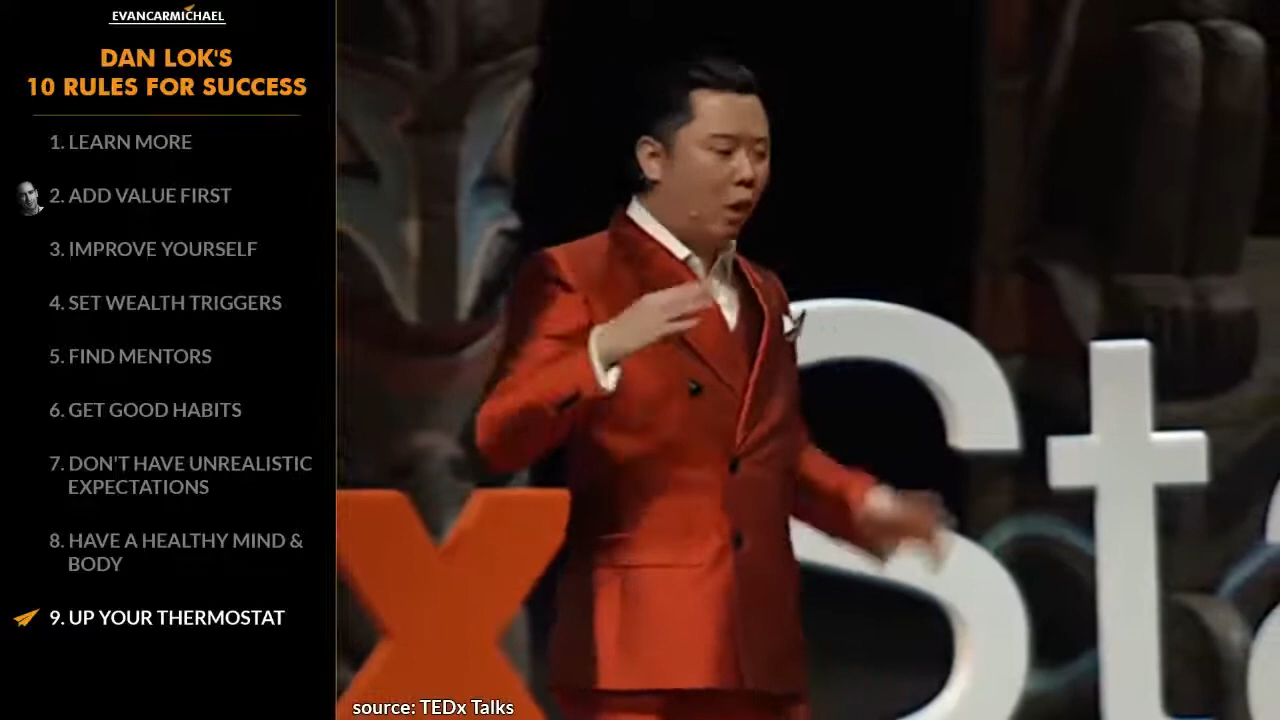 EVANCARMICHAEL
DAN LOK'S
10 RULES FOR SUCCESS
1. LEARN MORE
2. ADD VALUE FIRST
3. IMPROVE YOURSELF
4. SET WEALTH TRIGGERS
5. FIND MENTORS
6. GET GOOD HABITS
7. DON'T HAVE UNREALISTIC
EXPECTATIONS
8. HAVE A HEALTHY MIND &
BODY
9. UP YOUR THERMOSTAT
x St
source: TEDx Talks